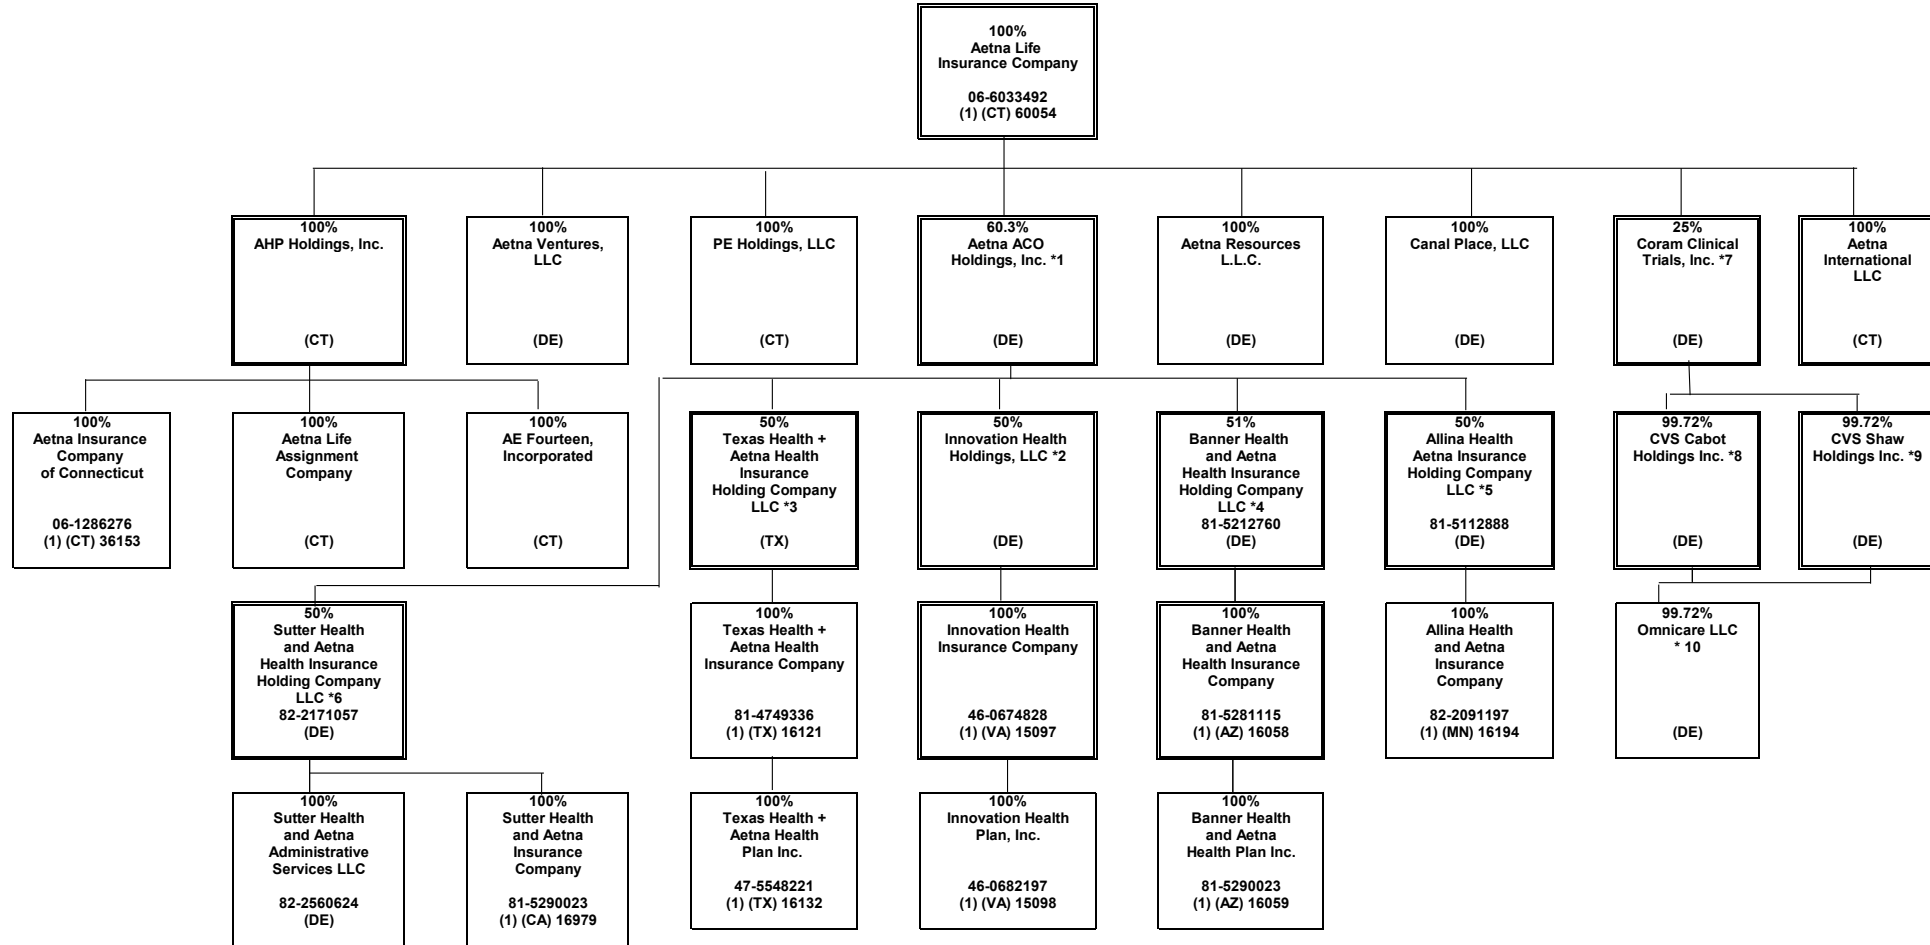 100%
Aetna Life
Insurance Company
06-6033492
(1) (CT) 60054
100%
AHP Holdings, Inc.
(CT)
100%
Aetna Ventures,
LLC
(DE)
100%
PE Holdings, LLC
(CT)
60.3%
Aetna ACO
Holdings, Inc. *1
(DE)
100%
Aetna Resources
L.L.C.
(DE)
100%
Canal Place, LLC
(DE)
25%
Coram Clinical
Trials, Inc. *7
(DE)
100%
Aetna
International
LLC
(CT)
100%
Aetna Insurance
Company
of Connecticut
06-1286276
(1) (CT) 36153
100%
Aetna Life
Assignment
Company
(CT)
100%
AE Fourteen,
Incorporated
(CT)
50%
Texas Health +
Aetna Health
Insurance
Holding Company
LLC *3
(TX)
50%
Innovation Health
Holdings, LLC *2
(DE)
51%
Banner Health
and Aetna
Health Insurance
Holding Company
LLC *4
81-5212760
(DE)
50%
Allina Health
Aetna Insurance
Holding Company
LLC *5
81-5112888
(DE)
99.72%
CVS Cabot
Holdings Inc. *8
(DE)
99.72%
CVS Shaw
Holdings Inc. *9
(DE)
50%
Sutter Health
and Aetna
Health Insurance
Holding Company
LLC *6
82-2171057
(DE)
100%
Texas Health +
Aetna Health
Insurance Company
81-4749336
(1) (TX) 16121
100%
Innovation Health
Insurance Company
46-0674828
(1) (VA) 15097
100%
Banner Health
and Aetna
Health Insurance
Company
81-5281115
(1) (AZ) 16058
100%
Allina Health
and Aetna
Insurance
Company
82-2091197
(1) (MN) 16194
99.72%
Omnicare LLC
* 10
(DE)
100%
Sutter Health
and Aetna
Administrative
Services LLC
82-2560624
(DE)
100%
Sutter Health
and Aetna
Insurance
Company
81-5290023
(1) (CA) 16979
100%
Texas Health +
Aetna Health
Plan Inc.
47-5548221
(1) (TX) 16132
100%
Innovation Health
Plan, Inc.
46-0682197
(1) (VA) 15098
100%
Banner Health
and Aetna
Health Plan Inc.
81-5290023
(1) (AZ) 16059